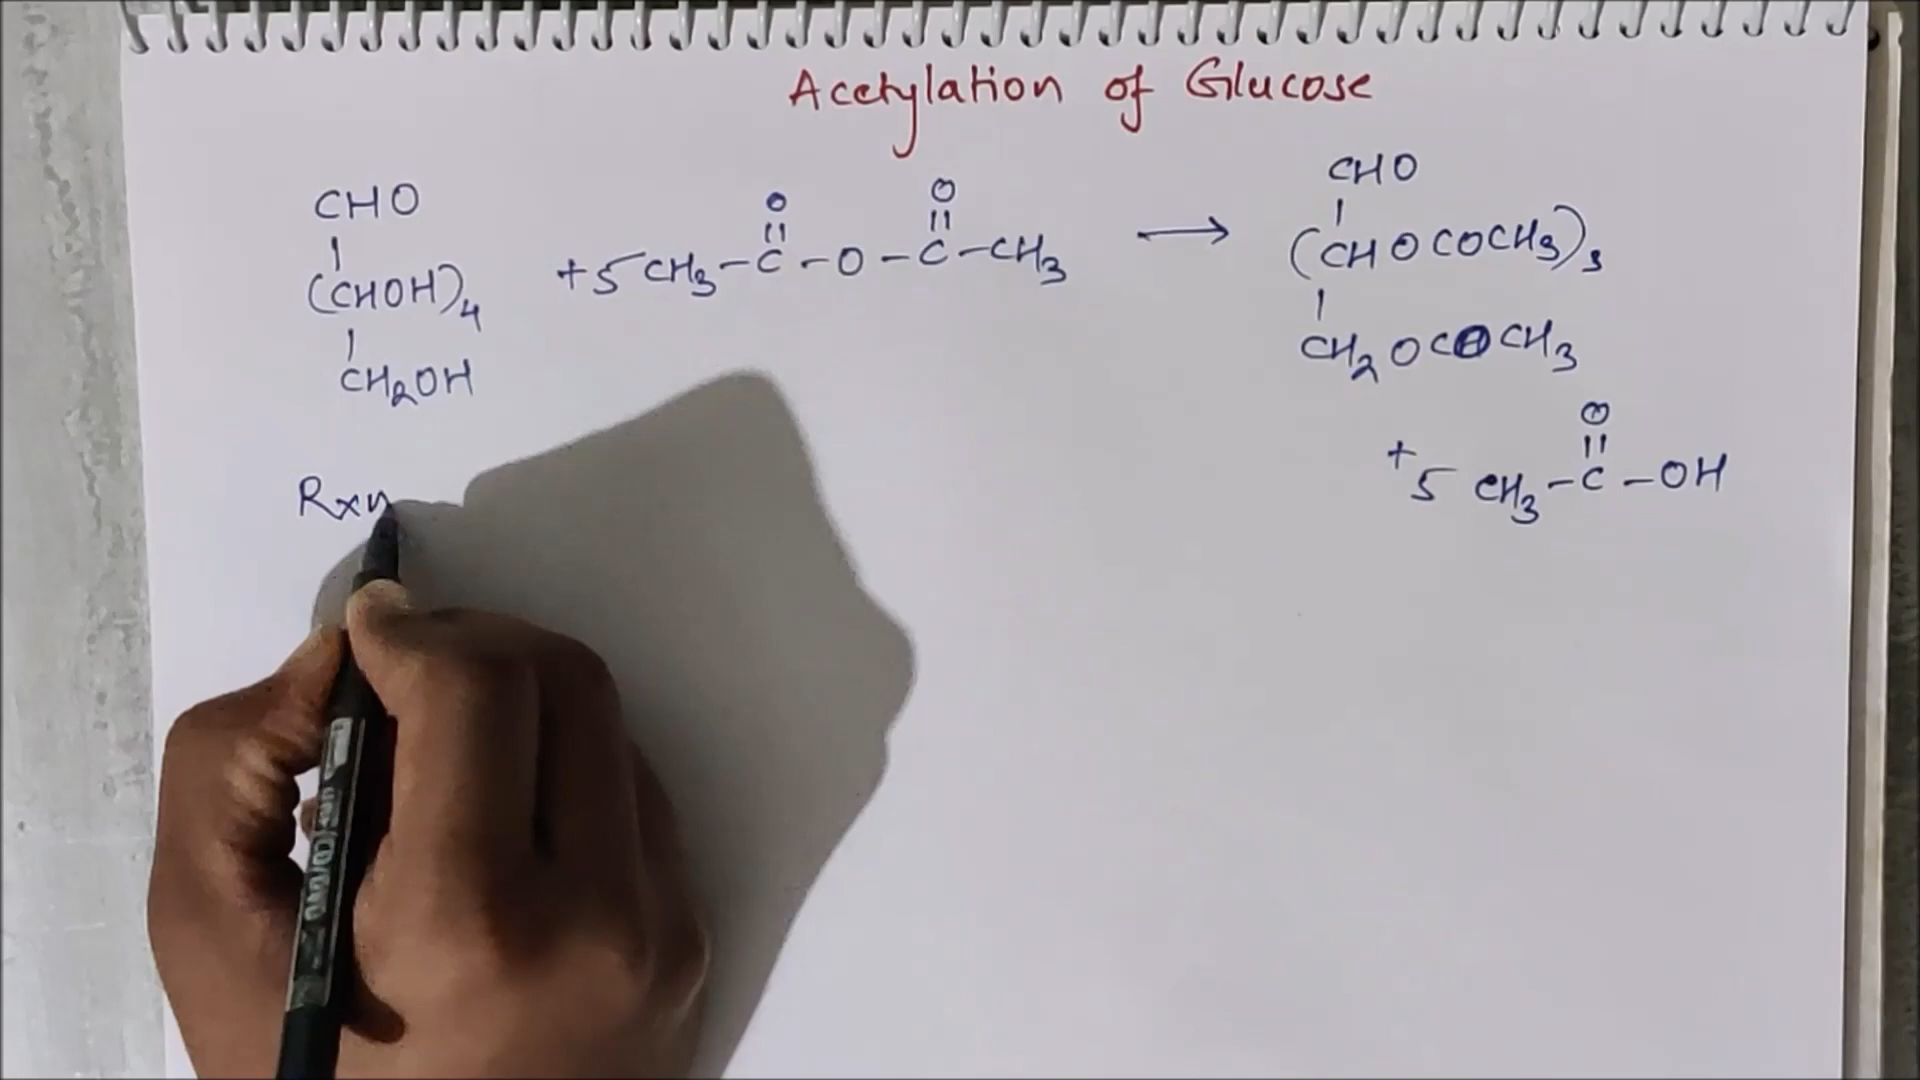 Acetylation of Glucose
CHO
(CHOH)4
CH2OH
+5 CH3-C-O-C-CH3
O O
→
CHO
(CHOCOCH3)3
CH2OCOCH3
O
+5 CH3-C-OH
Rxn